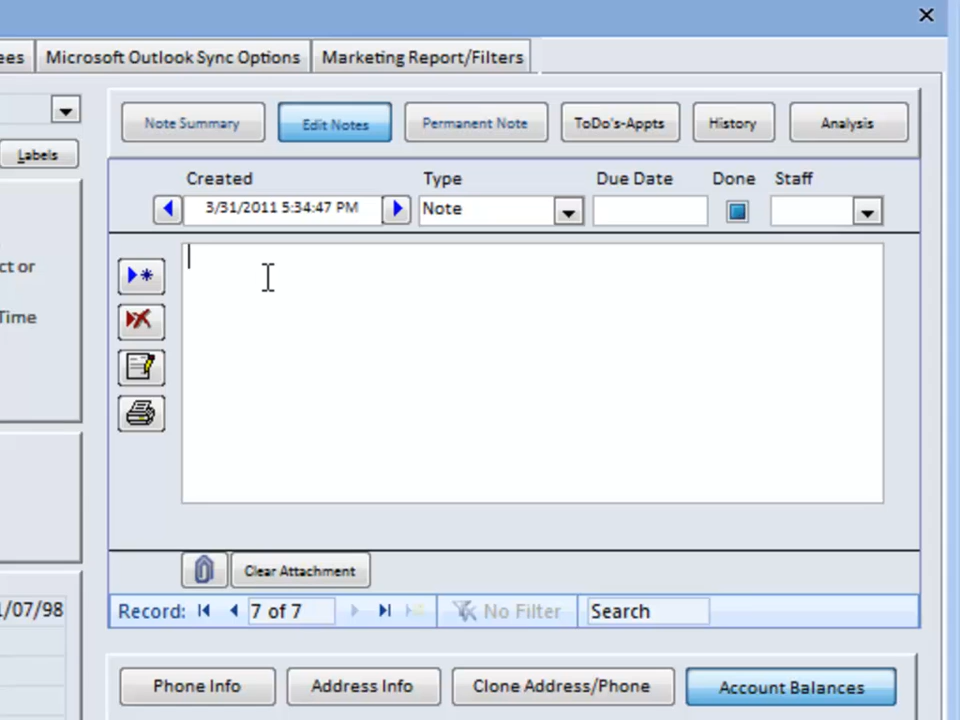 ees Microsoft Outlook Sync Options Marketing Report/Filters
Note Summary Edit Notes Permanent Note ToDo's-Appts History Analysis
Labels
Created Type Due Date Done Staff
3/31/2011 5:34:47 PM Note
ct or
Time
Clear Attachment
/07/98 Record: 7 of 7 No Filter Search
Phone Info Address Info Clone Address/Phone Account Balances